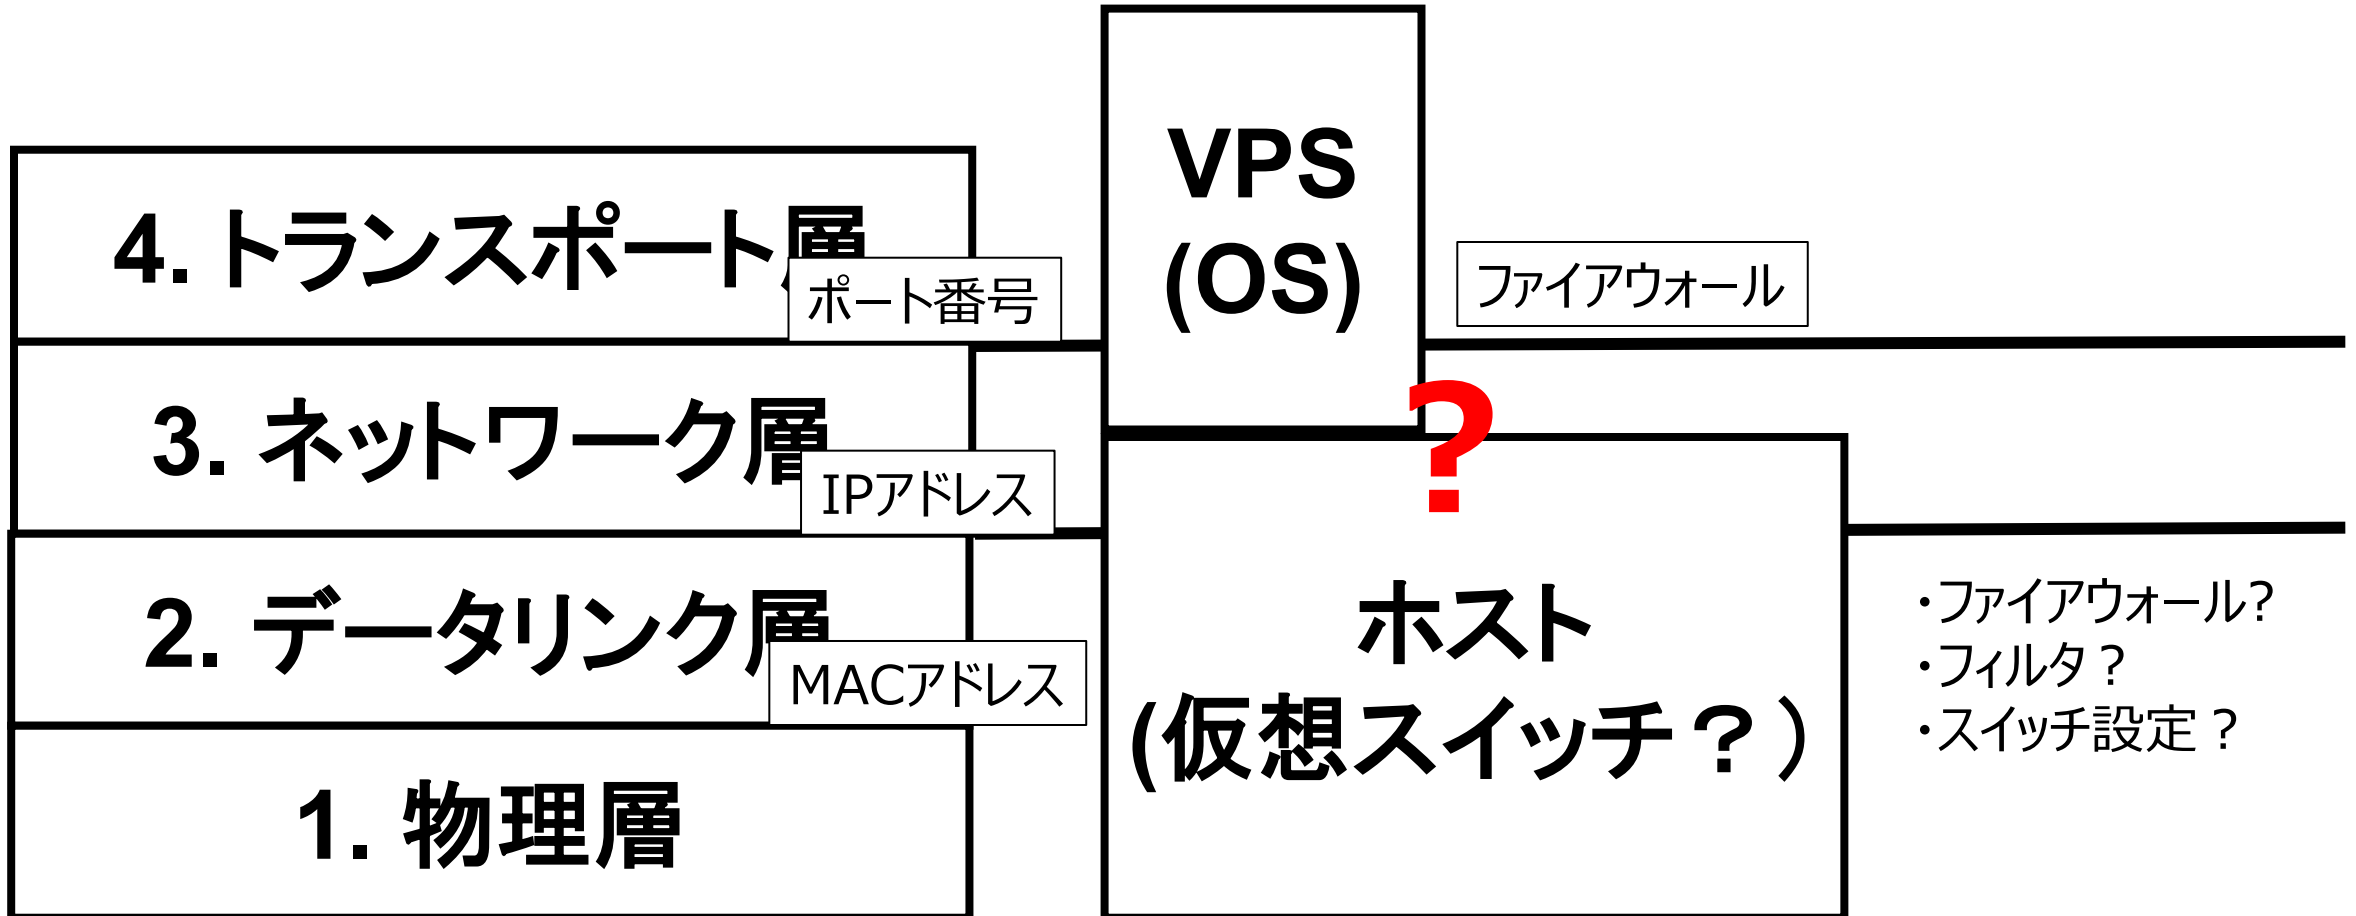 VPS
(OS)
4. トランスポート層
ポート番号
ファイアウォール
3. ネットワーク層
IPアドレス
?
2. データリンク層
MACアドレス
ホスト
(仮想スイッチ？）
・ファイアウォール?
・フィルタ？
・スイッチ設定？
1. 物理層